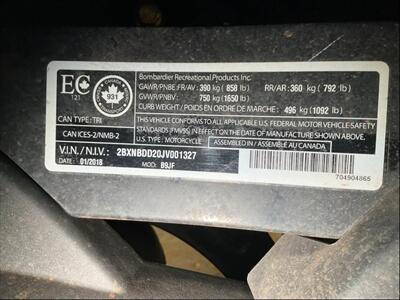 EC
121
931
Bombardier Recreational Products Inc.
GAWR/PNBE:FR/AV: 390 kg ( 858 lb) RR/AR: 360 kg ( 792 lb)
GVWR/PNBV: 750 kg (1650 lb)
CURB WEIGHT / POIDS EN ORDRE DE MARCHE: 496 kg (1092 lb)
CAN TYPE: TRI
CAN ICES-2/NMB-2
THIS VEHICLE CONFORMS TO ALL APPLICABLE U.S. FEDERAL MOTOR VEHICLE SAFETY
STANDARDS (FMVSS) IN EFFECT ON THE DATE OF MANUFACTURE SHOWN ABOVE.
U.S. TYPE: MOTORCYCLE ASSEMBLED IN / ASSEMBLÉ AU CANADA
V.I.N./N.I.V.: 2BXNBDD20JV001327
DATE: 01/2018 MODEL: B9JF
704904865